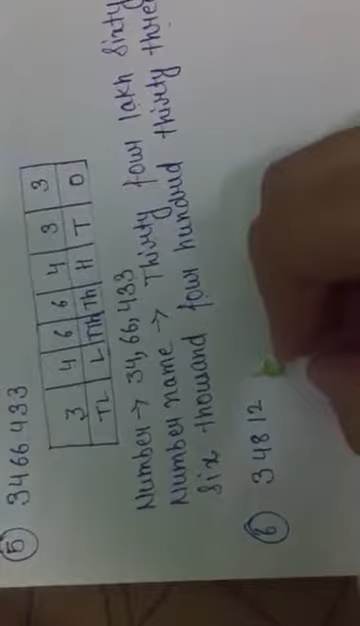 5 3466433
3 4 6 6 4 3 3
TL L TTh Th H T O
Number → 34,66,433
Number name → Thirty four lakh Sixty
Six thousand four hundred thirty three
6 34812